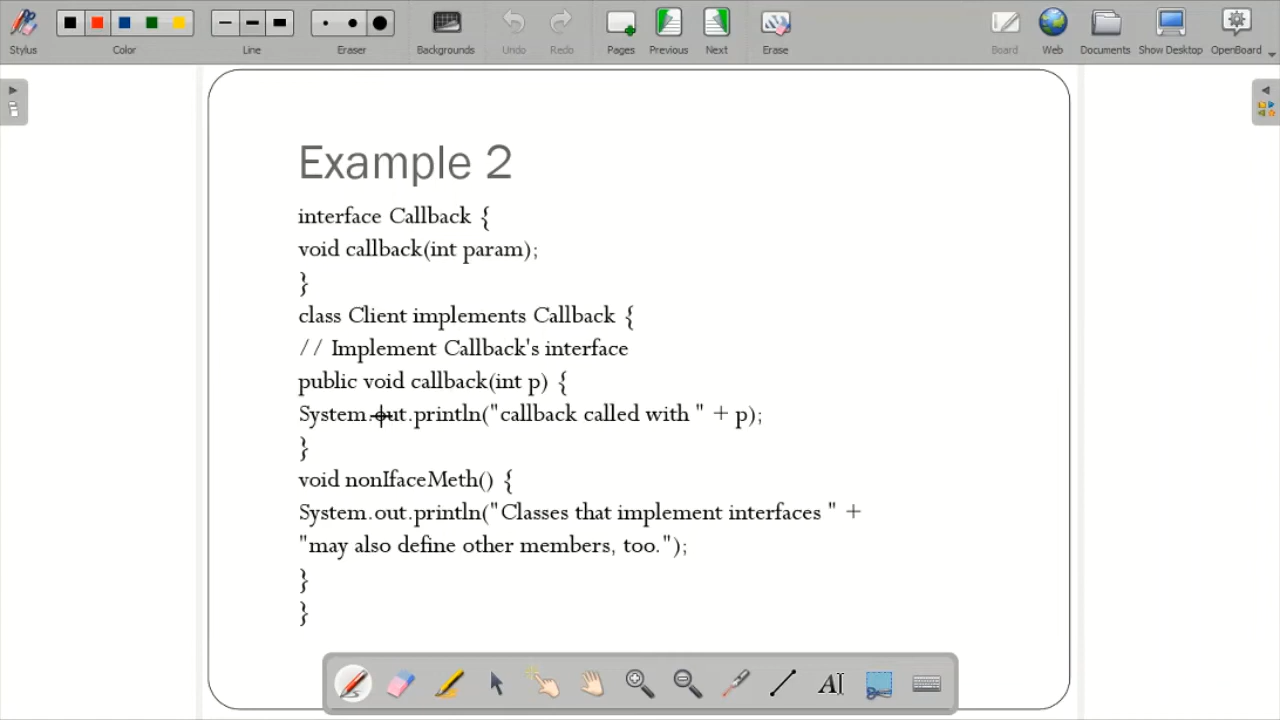 Stylus Color Line Eraser Backgrounds Undo Redo Pages Previous Next Erase Board Web Documents Show Desktop OpenBoard
Example 2
interface Callback {
void callback(int param);
}
class Client implements Callback {
// Implement Callback's interface
public void callback(int p) {
System.out.println("callback called with " + p);
}
void nonIfaceMeth() {
System.out.println("Classes that implement interfaces " +
"may also define other members, too.");
}
}